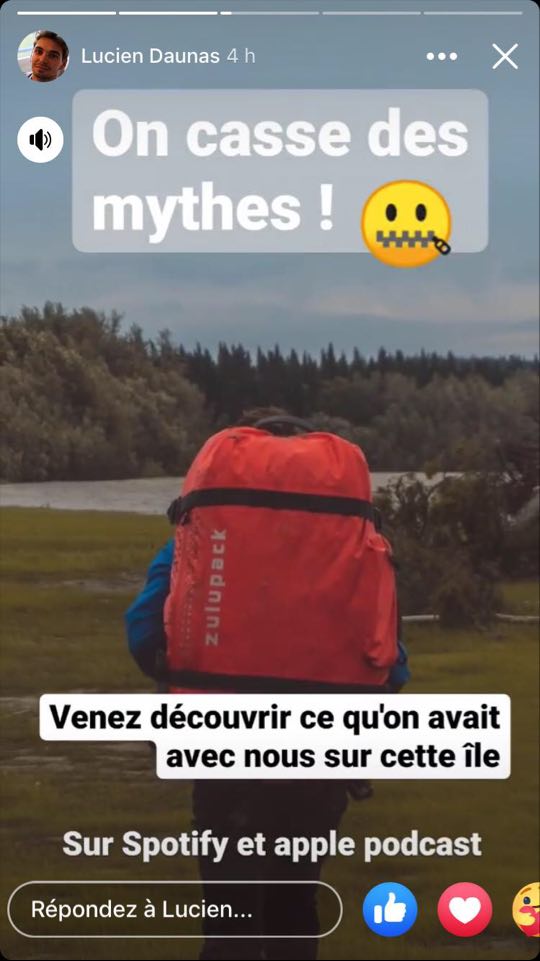 Lucien Daunas 4 h
On casse des
mythes !
zulupack
Venez découvrir ce qu'on avait
avec nous sur cette île
Sur Spotify et apple podcast
Répondez à Lucien...